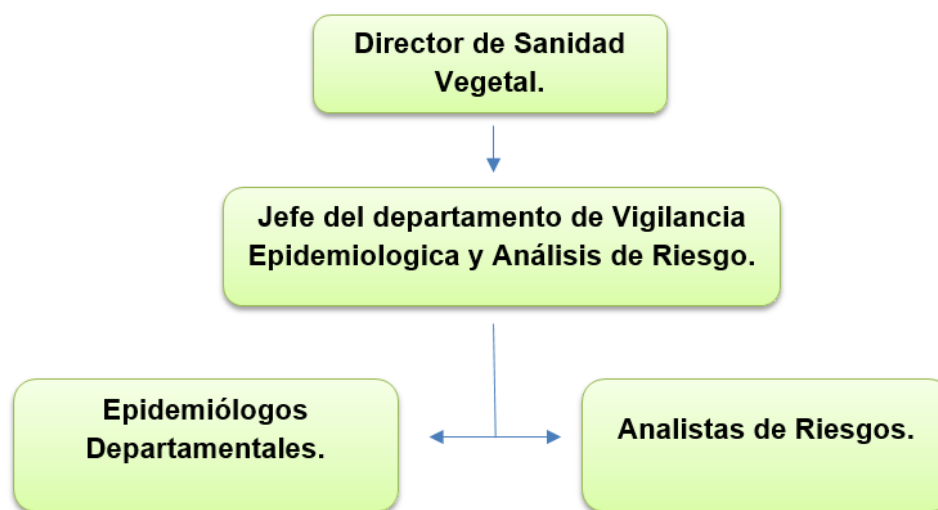 Director de Sanidad
Vegetal.
Jefe del departamento de Vigilancia
Epidemiologica y Análisis de Riesgo.
Epidemiólogos
Departamentales.
Analistas de Riesgos.